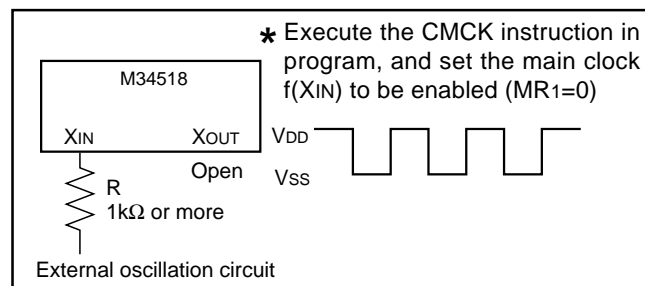 * Execute the CMCK instruction in
program, and set the main clock
f(XIN) to be enabled (MR1=0)
M34518
XIN
XOUT
VDD
Open
VSS
R
1kΩ or more
External oscillation circuit